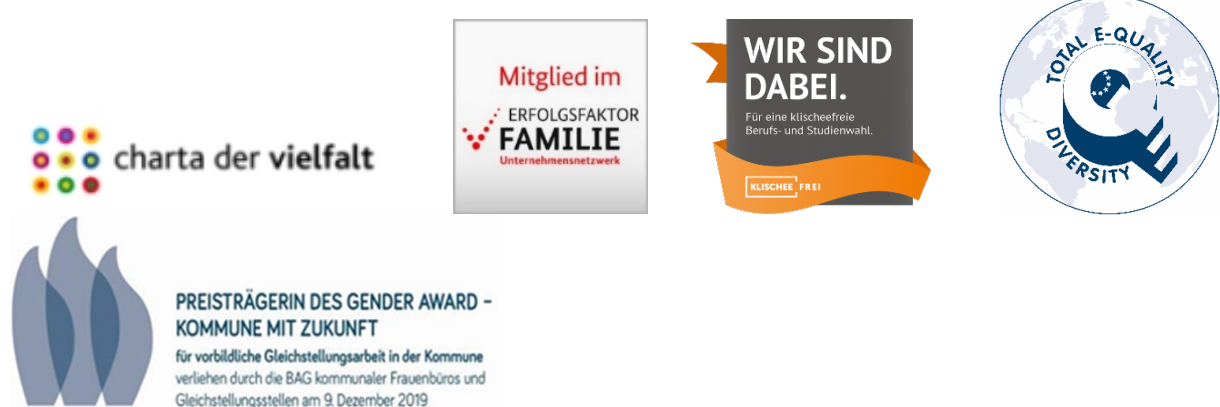 charta der vielfalt
Mitglied im
ERFOLGSFAKTOR
FAMILIE
Unternehmensnetzwerk
WIR SIND
DABEI.
Für eine klischeefreie
Berufs- und Studienwahl.
KLISCHEE FREI
TOTAL E-QUALITY
DIVERSITY
PREISTRÄGERIN DES GENDER AWARD –
KOMMUNE MIT ZUKUNFT
für vorbildliche Gleichstellungsarbeit in der Kommune
verliehen durch die BAG kommunaler Frauenbüros und
Gleichstellungsstellen am 9. Dezember 2019